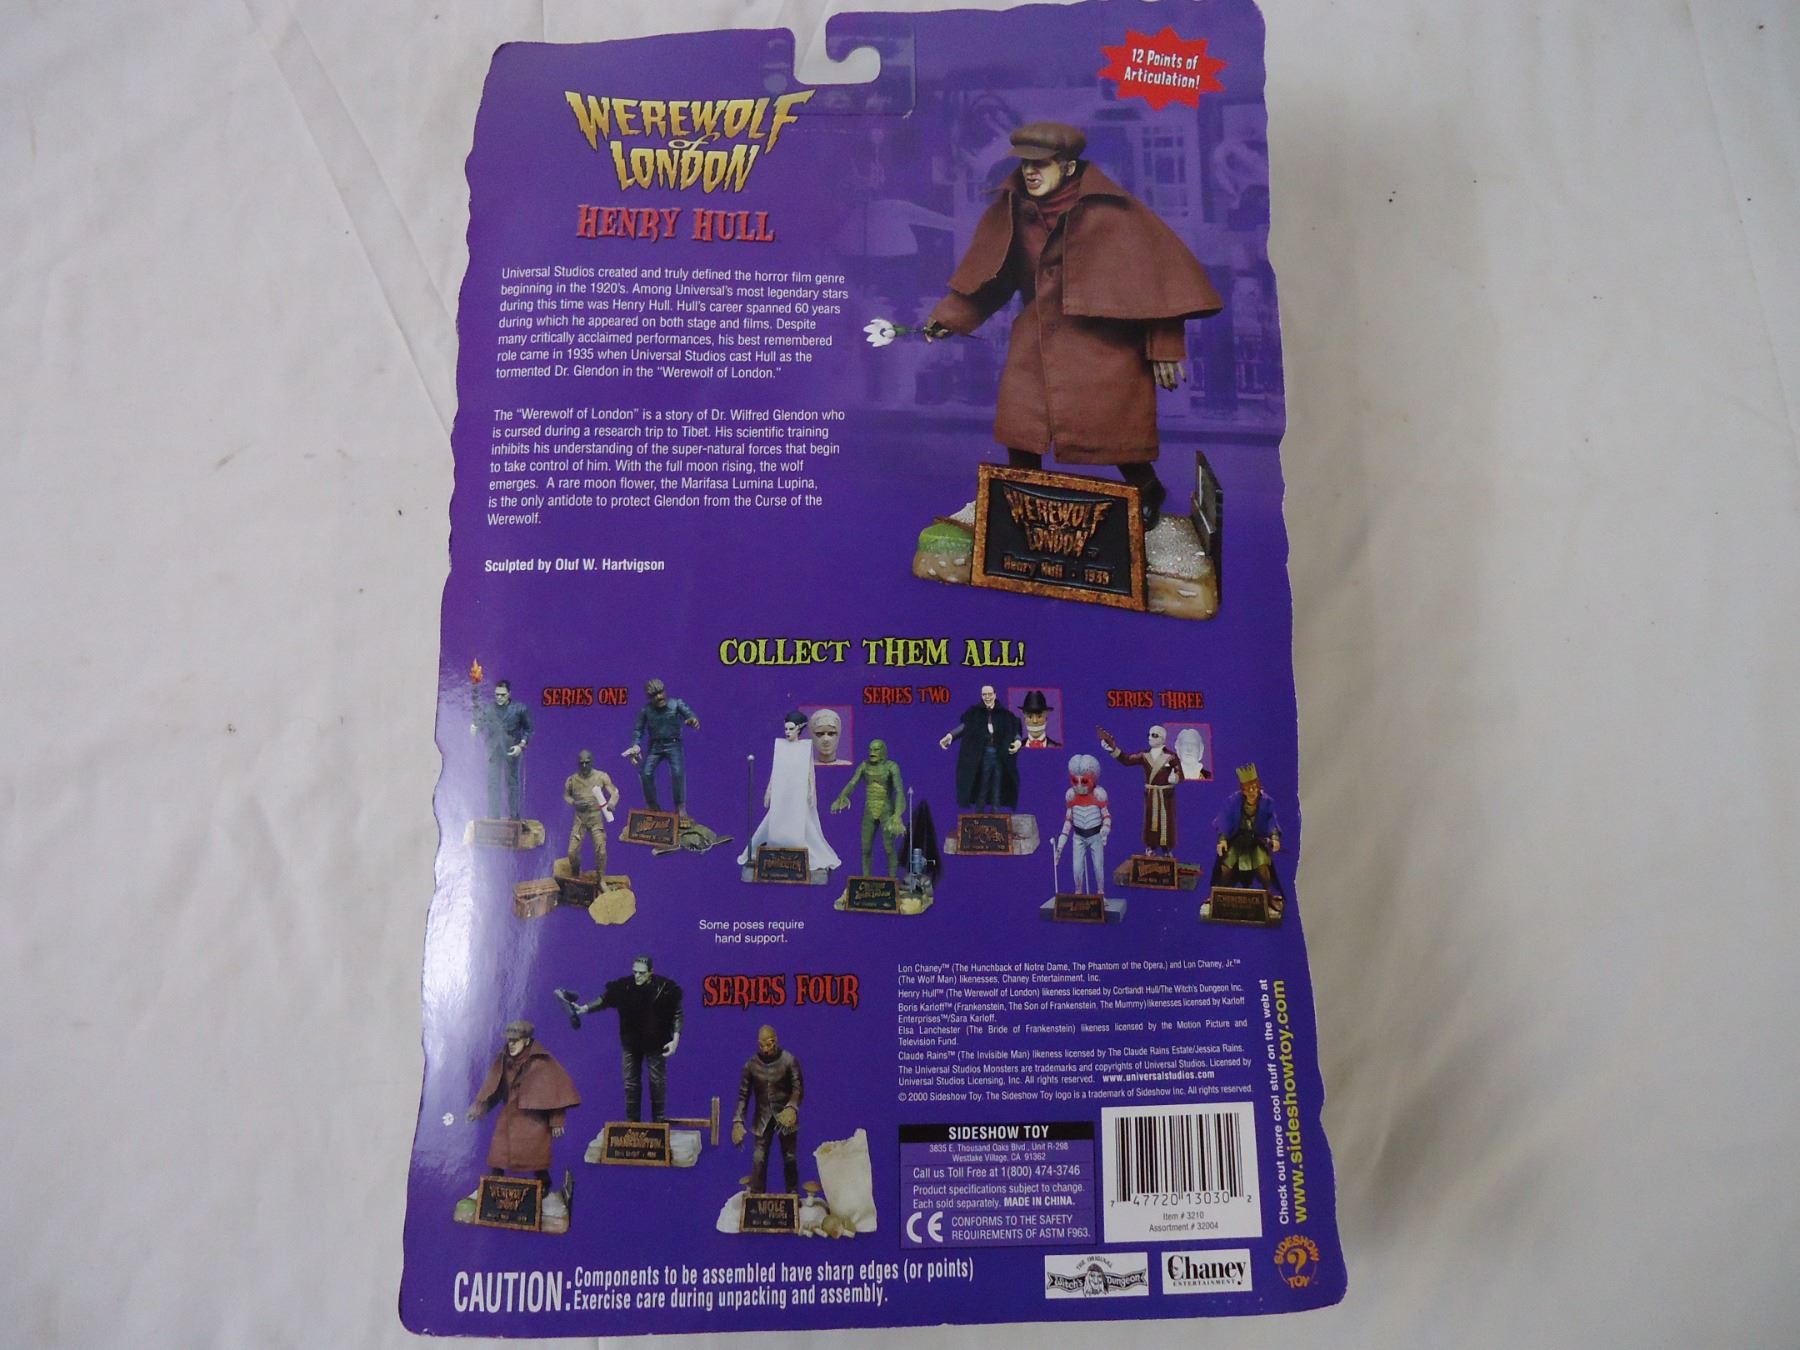 12 Points of
Articulation!
WEREWOLF
of
LONDON
HENRY HULL
Universal Studios created and truly defined the horror film genre
beginning in the 1920's. Among Universal's most legendary stars
during this time was Henry Hull. Hull's career spanned 60 years
during which he appeared on both stage and films. Despite
many critically acclaimed performances, his best remembered
role came in 1935 when Universal Studios cast Hull as the
tormented Dr. Glendon in the "Werewolf of London."
The "Werewolf of London" is a story of Dr. Wilfred Glendon who
is cursed during a research trip to Tibet. His scientific training
inhibits his understanding of the super-natural forces that begin
to take control of him. With the full moon rising, the wolf
emerges. A rare moon flower, the Marifasa Lumina Lupina,
is the only antidote to protect Glendon from the Curse of the
Werewolf.
Sculpted by Oluf W. Hartvigson
WEREWOLF
of
LONDON
Henry Hull • 1935
COLLECT THEM ALL!
SERIES ONE
SERIES TWO
SERIES THREE
Some poses require
hand support.
SERIES FOUR
WEREWOLF
of
LONDON
MOLE
Lon Chaney™ (The Hunchback of Notre Dame, The Phantom of the Opera,) and Lon Chaney, Jr.™
(The Wolf Man) likenesses, Chaney Entertainment, Inc.
Henry Hull™ (The Werewolf of London) likeness licensed by Cortlandt Hull/The Witch's Dungeon Inc.
Boris Karloff™ (Frankenstein, The Son of Frankenstein, The Mummy) likenesses licensed by Karloff
Enterprises™/Sara Karloff.
Elsa Lanchester (The Bride of Frankenstein) likeness licensed by the Motion Picture and
Television Fund.
Claude Rains™ (The Invisible Man) likeness licensed by The Claude Rains Estate/Jessica Rains.
The Universal Studios Monsters are trademarks and copyrights of Universal Studios. Licensed by
Universal Studios Licensing, Inc. All rights reserved. www.universalstudios.com
© 2000 Sideshow Toy. The Sideshow Toy logo is a trademark of Sideshow Inc. All rights reserved.
SIDESHOW TOY
3835 E. Thousand Oaks Blvd., Unit R-298
Westlake Village, CA 91362
Call us Toll Free at 1(800) 474-3746
Product specifications subject to change.
Each sold separately. MADE IN CHINA.
CE CONFORMS TO THE SAFETY
REQUIREMENTS OF ASTM F963.
7 47720 13030 2
Item # 3210
Assortment # 32004
Check out more cool stuff on the web at
www.sideshowtoy.com
CAUTION: Components to be assembled have sharp edges (or points)
Exercise care during unpacking and assembly.
THE ORIGINAL
Witch's Dungeon
Chaney
ENTERTAINMENT
SIDESHOW
?
TOY